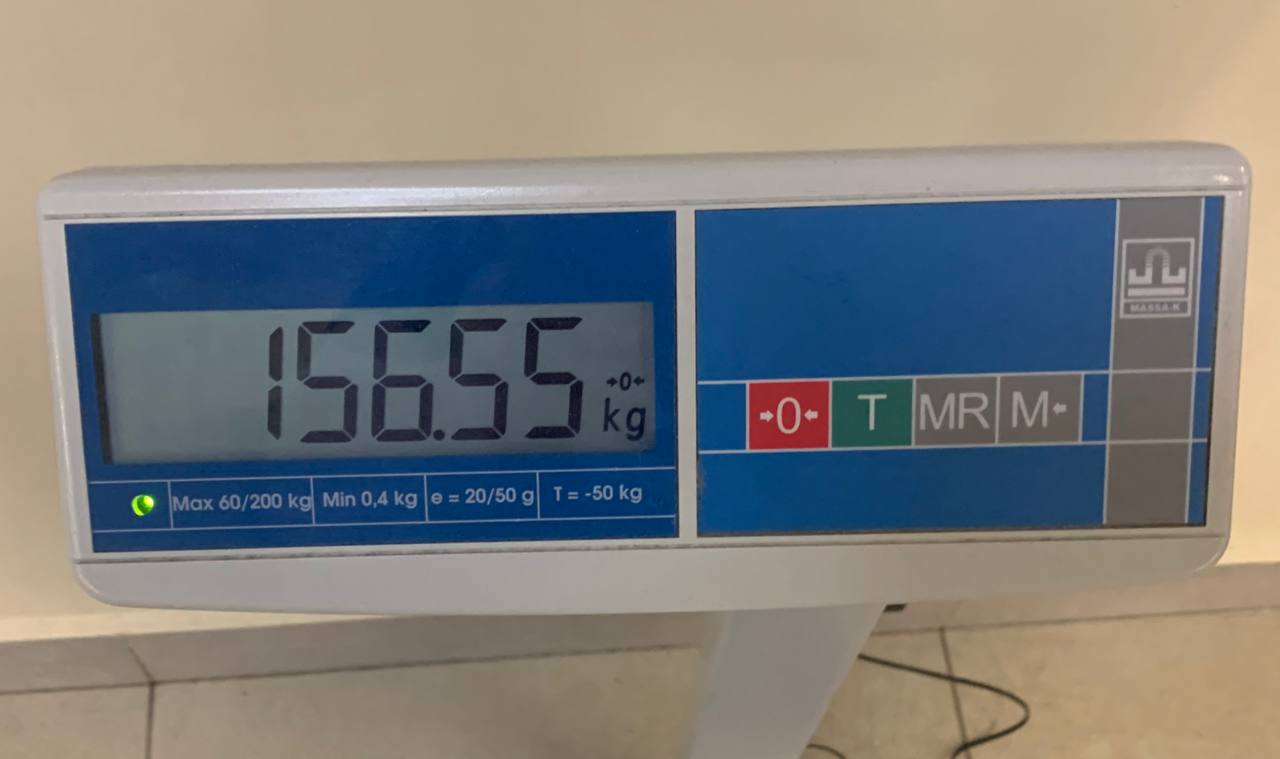 156.55
→0←
kg
Max 60/200 kg Min 0,4 kg e = 20/50 g T = -50 kg
→0← T MR M←
MASSA-K